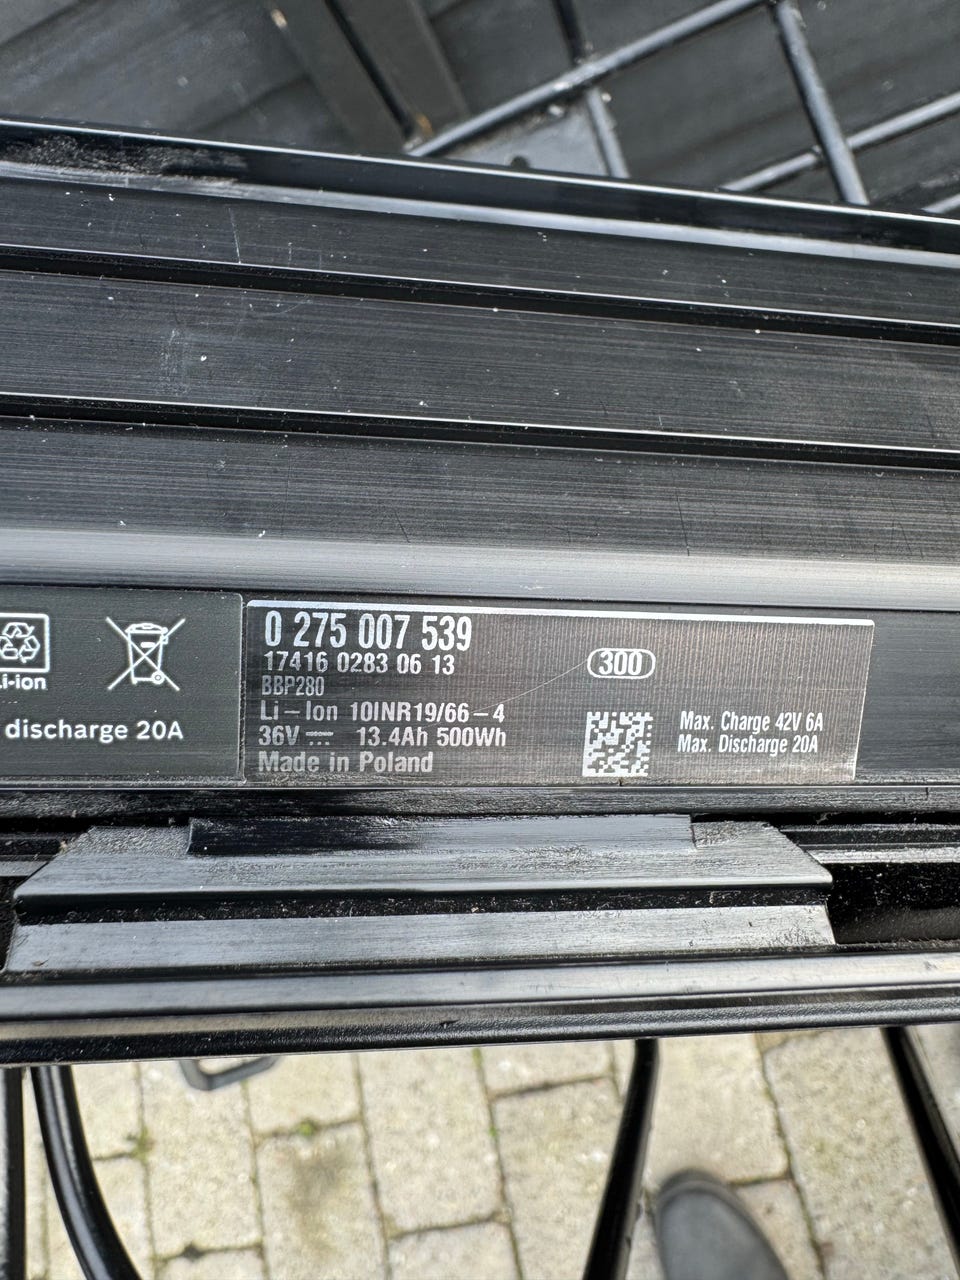 Li-ion
discharge 20A
0 275 007 539
17416 0283 06 13
BBP280
Li – Ion 10INR19/66 – 4
36V ⎓ 13.4Ah 500Wh
Made in Poland
300
Max. Charge 42V 6A
Max. Discharge 20A